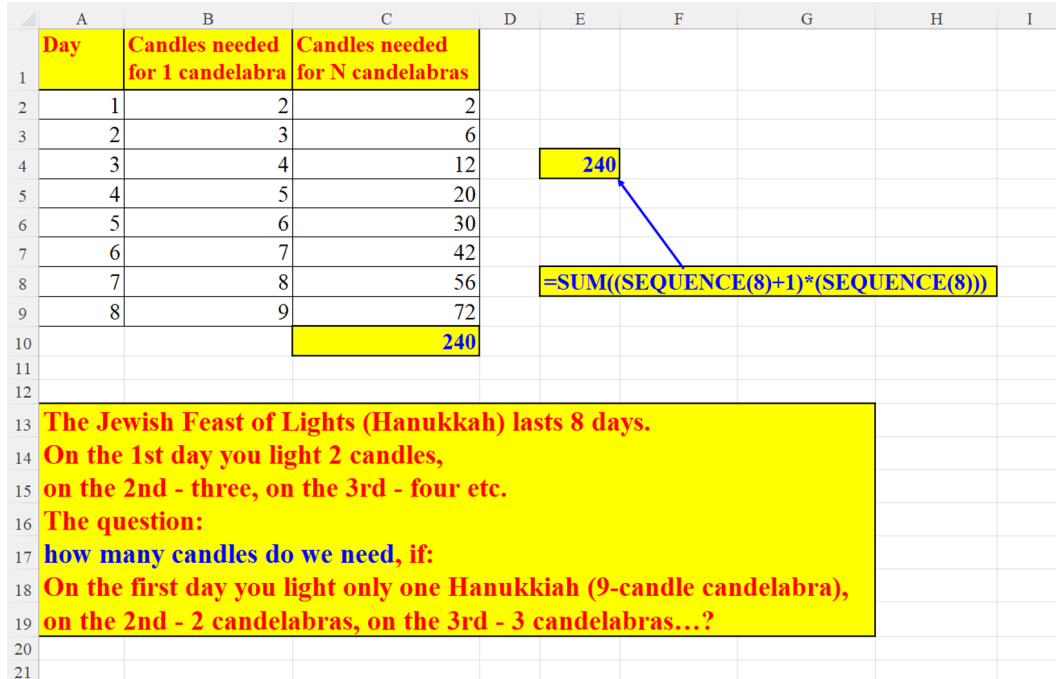 A B C D E F G H I
Day Candles needed Candles needed
1 for 1 candelabra for N candelabras
2 1 2 2
3 2 3 6
4 3 4 12 240
5 4 5 20
6 5 6 30
7 6 7 42
8 7 8 56 =SUM((SEQUENCE(8)+1)*(SEQUENCE(8)))
9 8 9 72
10 240
11
12
13 The Jewish Feast of Lights (Hanukkah) lasts 8 days.
14 On the 1st day you light 2 candles,
15 on the 2nd - three, on the 3rd - four etc.
16 The question:
17 how many candles do we need, if:
18 On the first day you light only one Hanukkiah (9-candle candelabra),
19 on the 2nd - 2 candelabras, on the 3rd - 3 candelabras…?
20
21